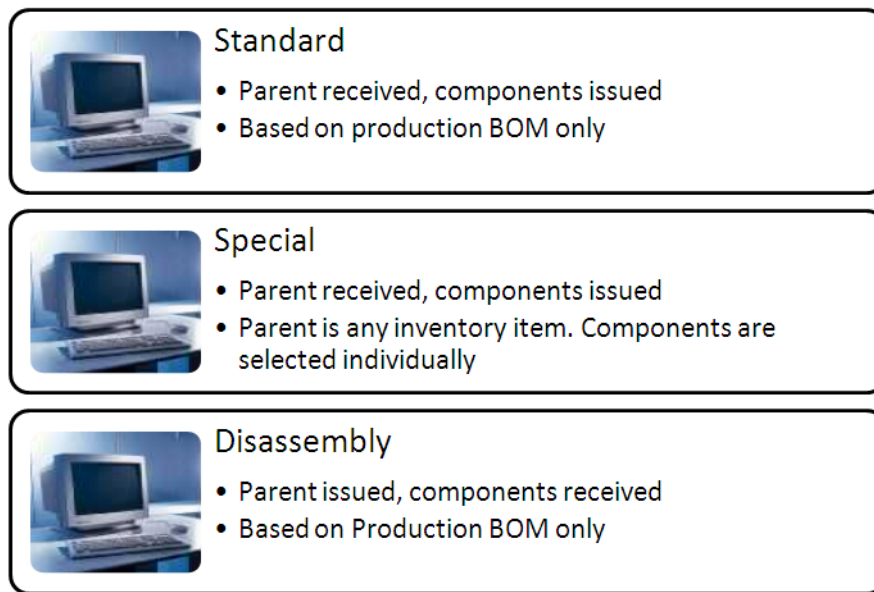 Standard
• Parent received, components issued
• Based on production BOM only
Special
• Parent received, components issued
• Parent is any inventory item. Components are
selected individually
Disassembly
• Parent issued, components received
• Based on Production BOM only